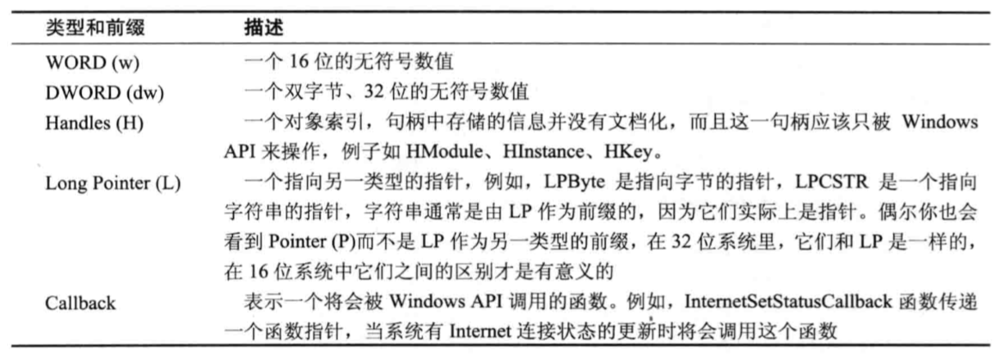 类型和前缀 描述
WORD (w) 一个 16 位的无符号数值
DWORD (dw) 一个双字节、32 位的无符号数值
Handles (H) 一个对象索引，句柄中存储的信息并没有文档化，而且这一句柄应该只被 Windows
API 来操作，例子如 HModule、HInstance、HKey。
Long Pointer (L) 一个指向另一类型的指针，例如，LPByte 是指向字节的指针，LPCSTR 是一个指向
字符串的指针，字符串通常是由 LP 作为前缀的，因为它们实际上是指针。偶尔你也会
看到 Pointer (P)而不是 LP 作为另一类型的前缀，在 32 位系统里，它们和 LP 是一样的，
在 16 位系统中它们之间的区别才是有意义的
Callback 表示一个将会被 Windows API 调用的函数。例如，InternetSetStatusCallback 函数传递
一个函数指针，当系统有 Internet 连接状态的更新时将会调用这个函数